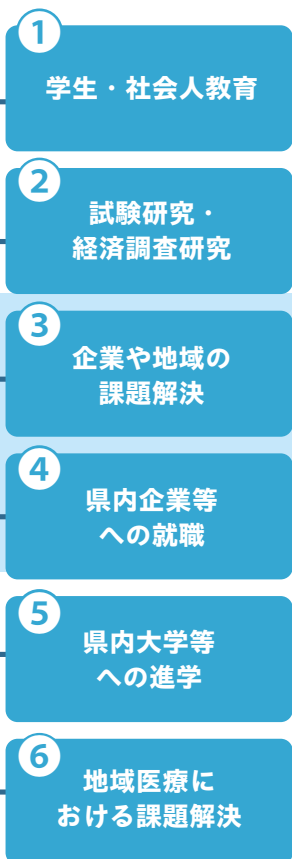 1
学生・社会人教育
2
試験研究・
経済調査研究
3
企業や地域の
課題解決
4
県内企業等
への就職
5
県内大学等
への進学
6
地域医療に
おける課題解決